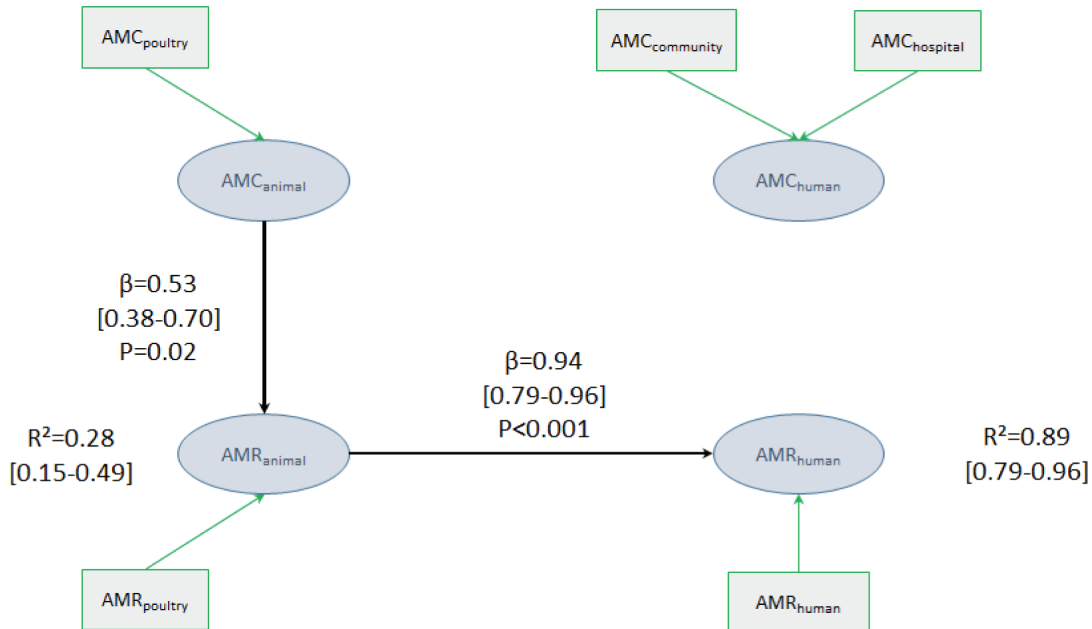 AMCpoultry
AMCcommunity
AMChospital
AMCanimal
AMChuman
β=0.53
[0.38-0.70]
P=0.02
β=0.94
[0.79-0.96]
P<0.001
R²=0.28
[0.15-0.49]
AMRanimal
AMRhuman
R²=0.89
[0.79-0.96]
AMRpoultry
AMRhuman